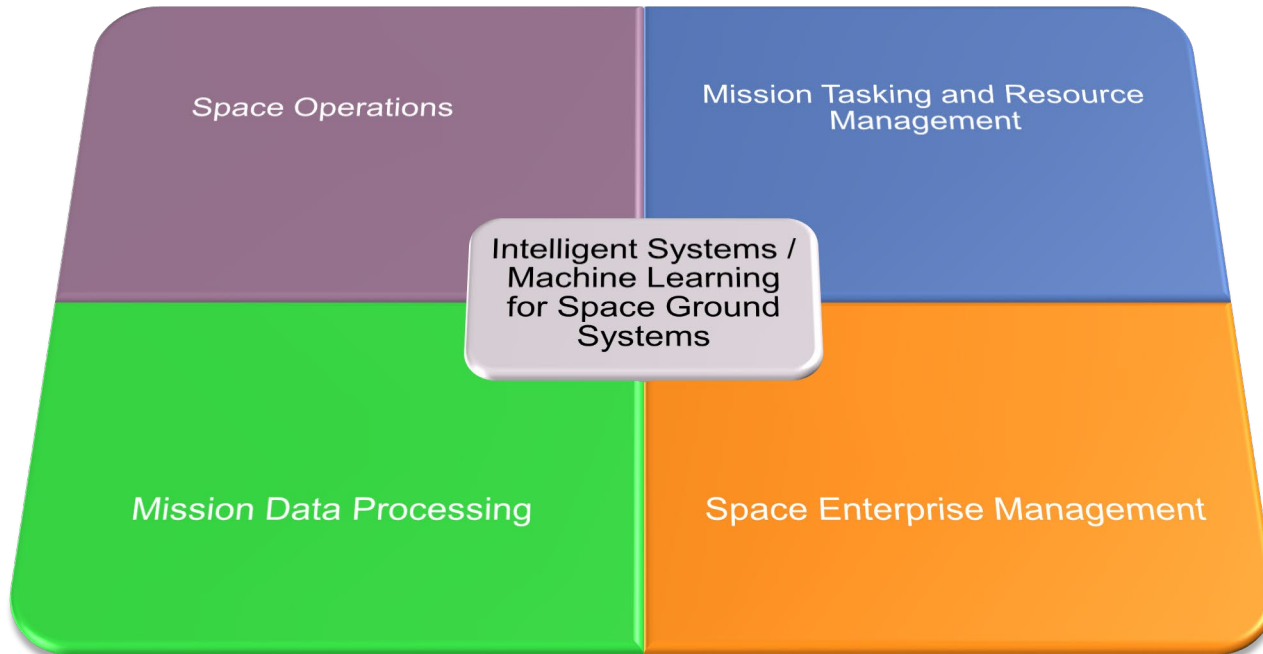 Space Operations
Mission Tasking and Resource
Management
Intelligent Systems /
Machine Learning
for Space Ground
Systems
Mission Data Processing
Space Enterprise Management